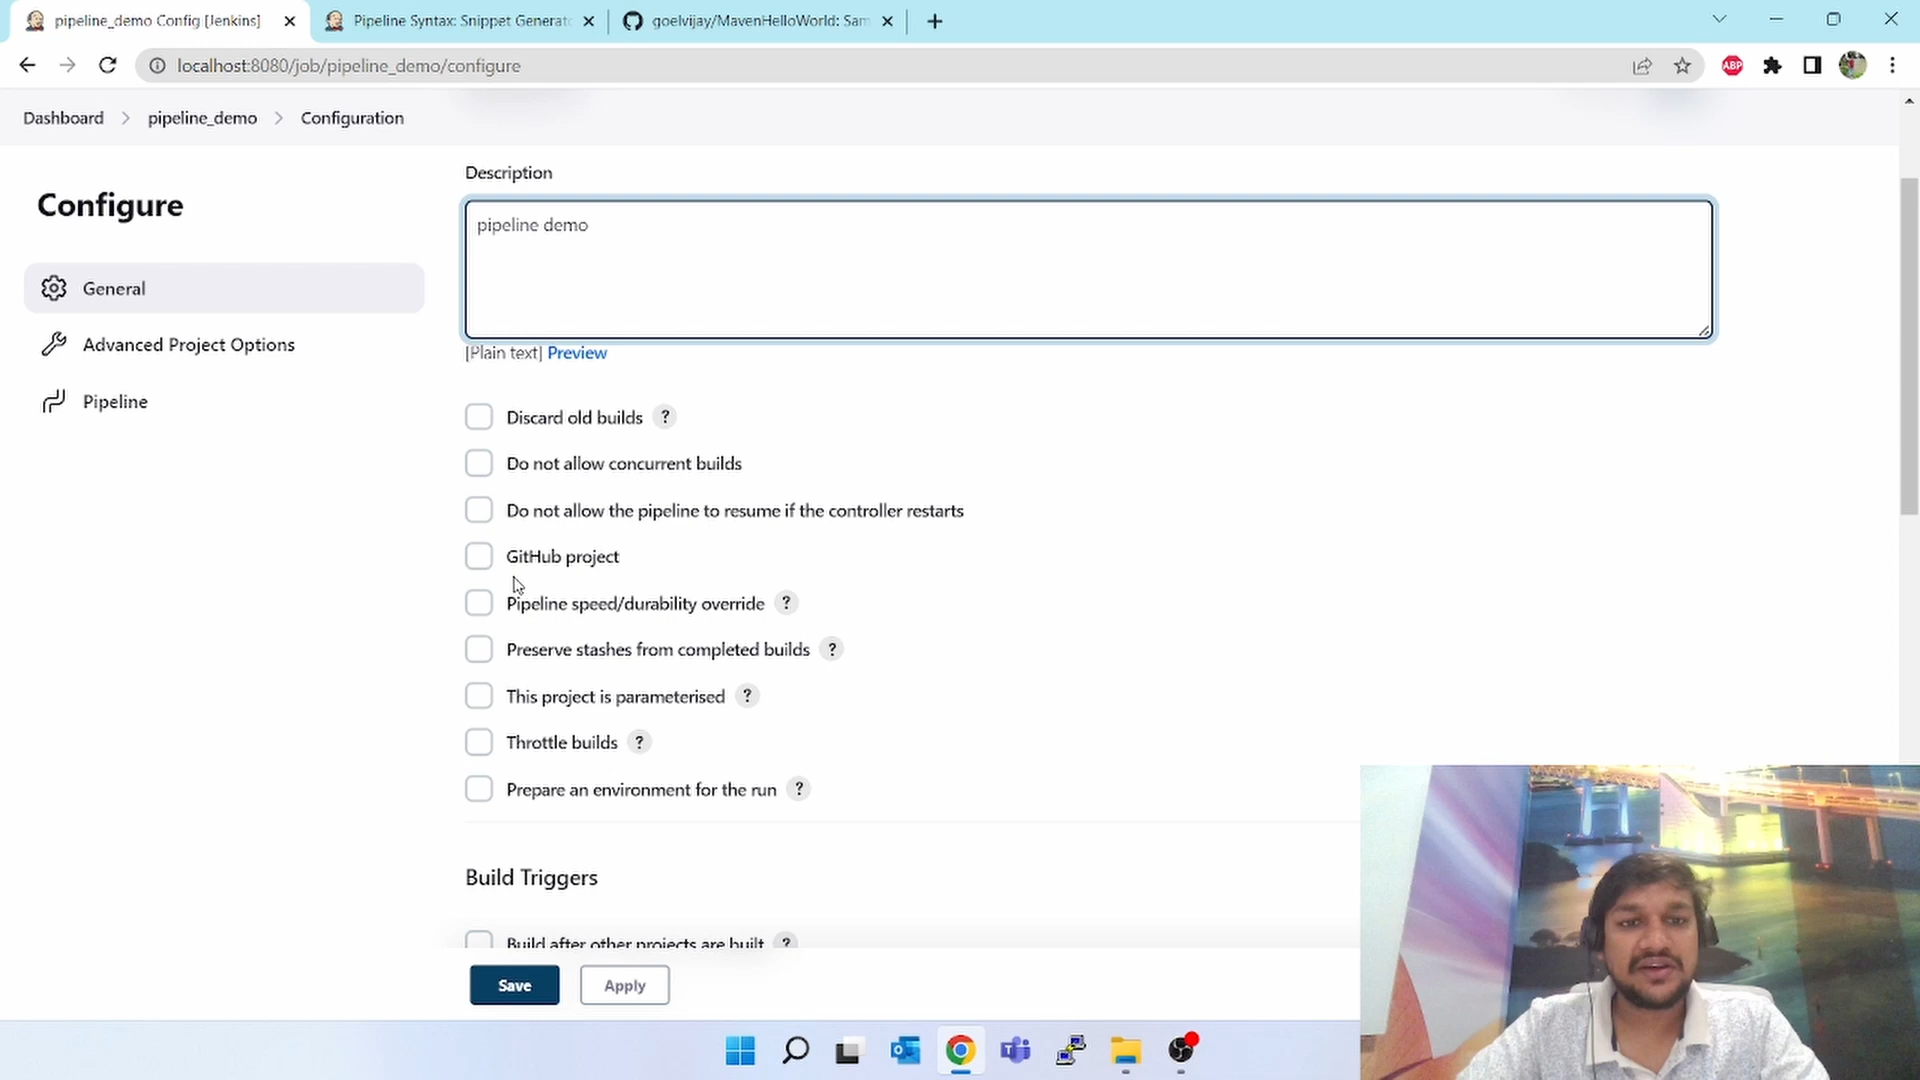 pipeline_demo Config [Jenkins]
Pipeline Syntax: Snippet Generato
goelvijay/MavenHelloWorld: Sam
localhost:8080/job/pipeline_demo/configure
ABP
Dashboard
pipeline_demo
Configuration
Configure
General
Advanced Project Options
Pipeline
Description
pipeline demo
[Plain text] Preview
Discard old builds ?
Do not allow concurrent builds
Do not allow the pipeline to resume if the controller restarts
GitHub project
Pipeline speed/durability override ?
Preserve stashes from completed builds ?
This project is parameterised ?
Throttle builds ?
Prepare an environment for the run ?
Build Triggers
Build after other projects are built ?
Save
Apply